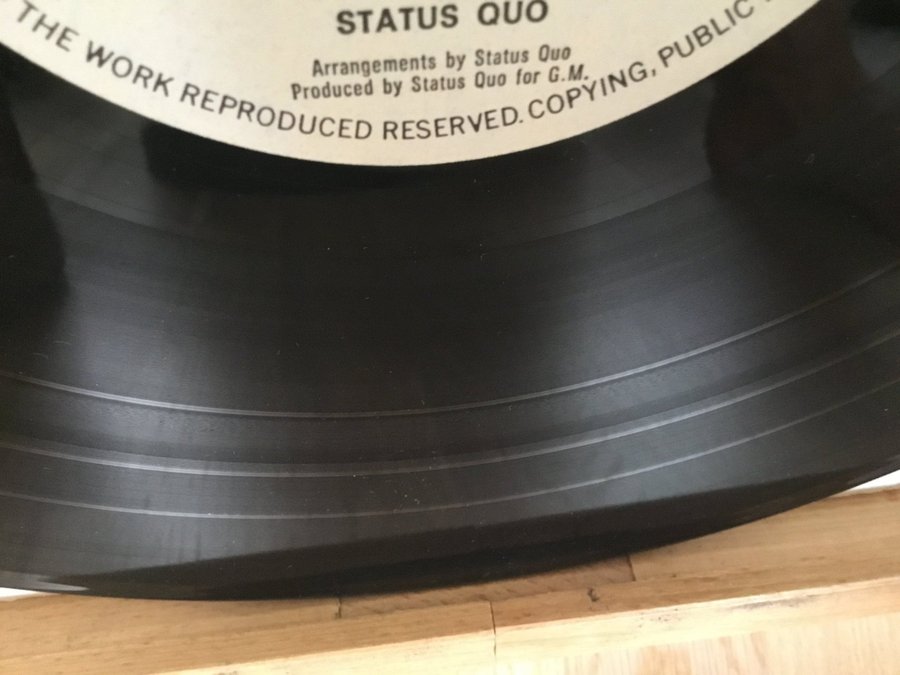 STATUS QUO
Arrangements by Status Quo
Produced by Status Quo for G.M.
THE WORK REPRODUCED RESERVED. COPYING, PUBLIC